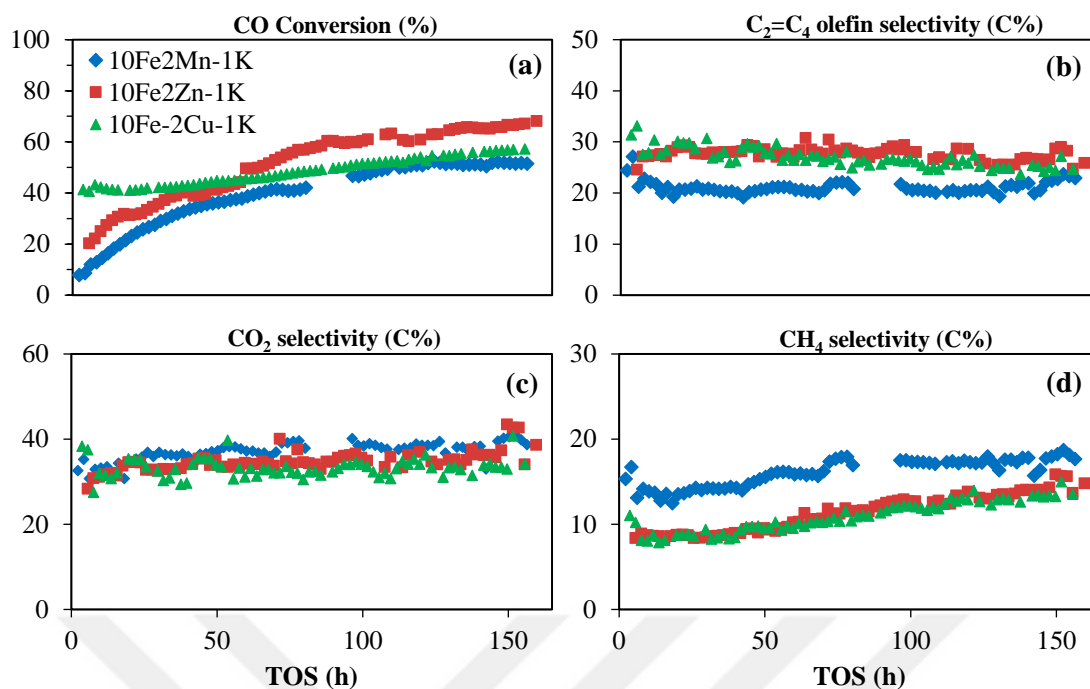 CO Conversion (%)
100
80
60
40
20
0
10Fe2Mn-1K
10Fe2Zn-1K
10Fe-2Cu-1K
(a)
C₂=C₄ olefin selectivity (C%)
50
40
30
20
10
0
(b)
CO₂ selectivity (C%)
60
40
20
0
(c)
0 50 100 150
TOS (h)
CH₄ selectivity (C%)
30
20
10
0
(d)
0 50 100 150
TOS (h)